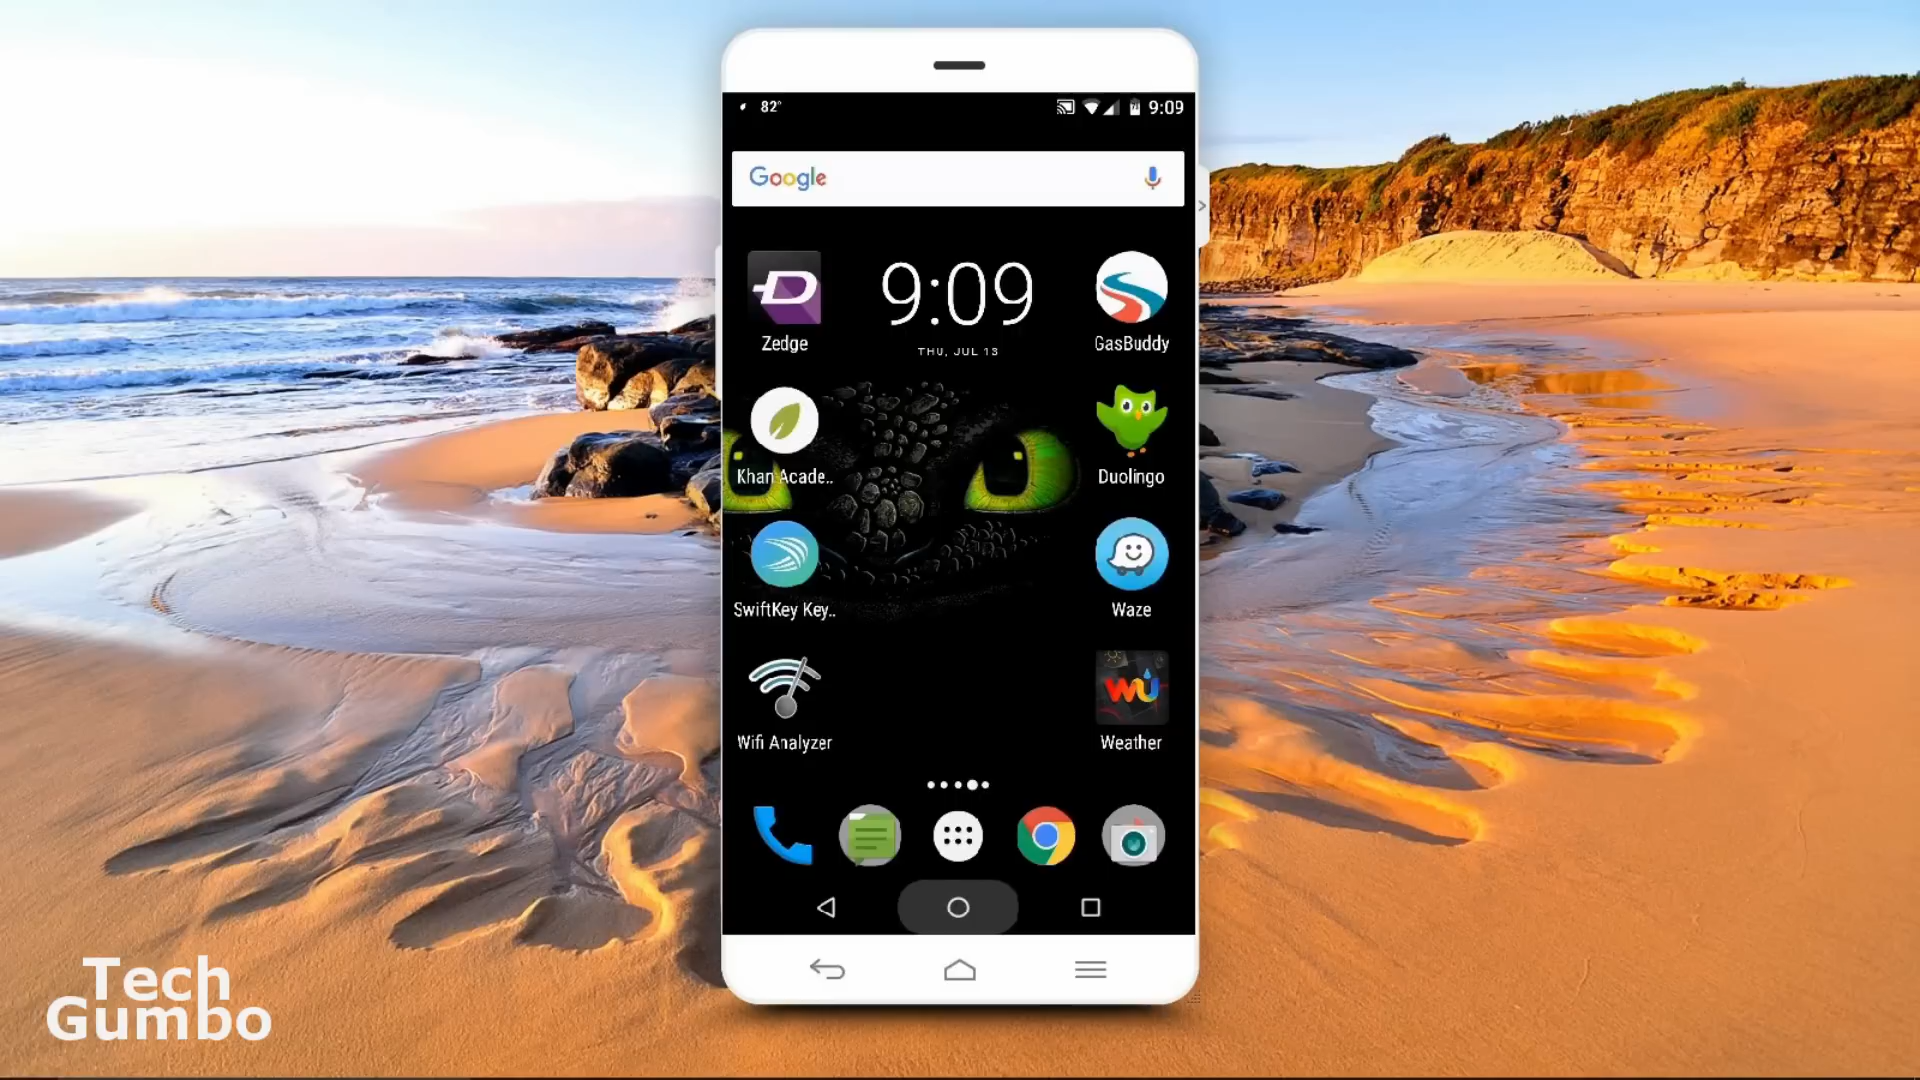 82°
9:09
Google
9:09
THU, JUL 13
Zedge
GasBuddy
Khan Acade..
Duolingo
SwiftKey Key..
Waze
Wifi Analyzer
WU
Weather
Tech
Gumbo